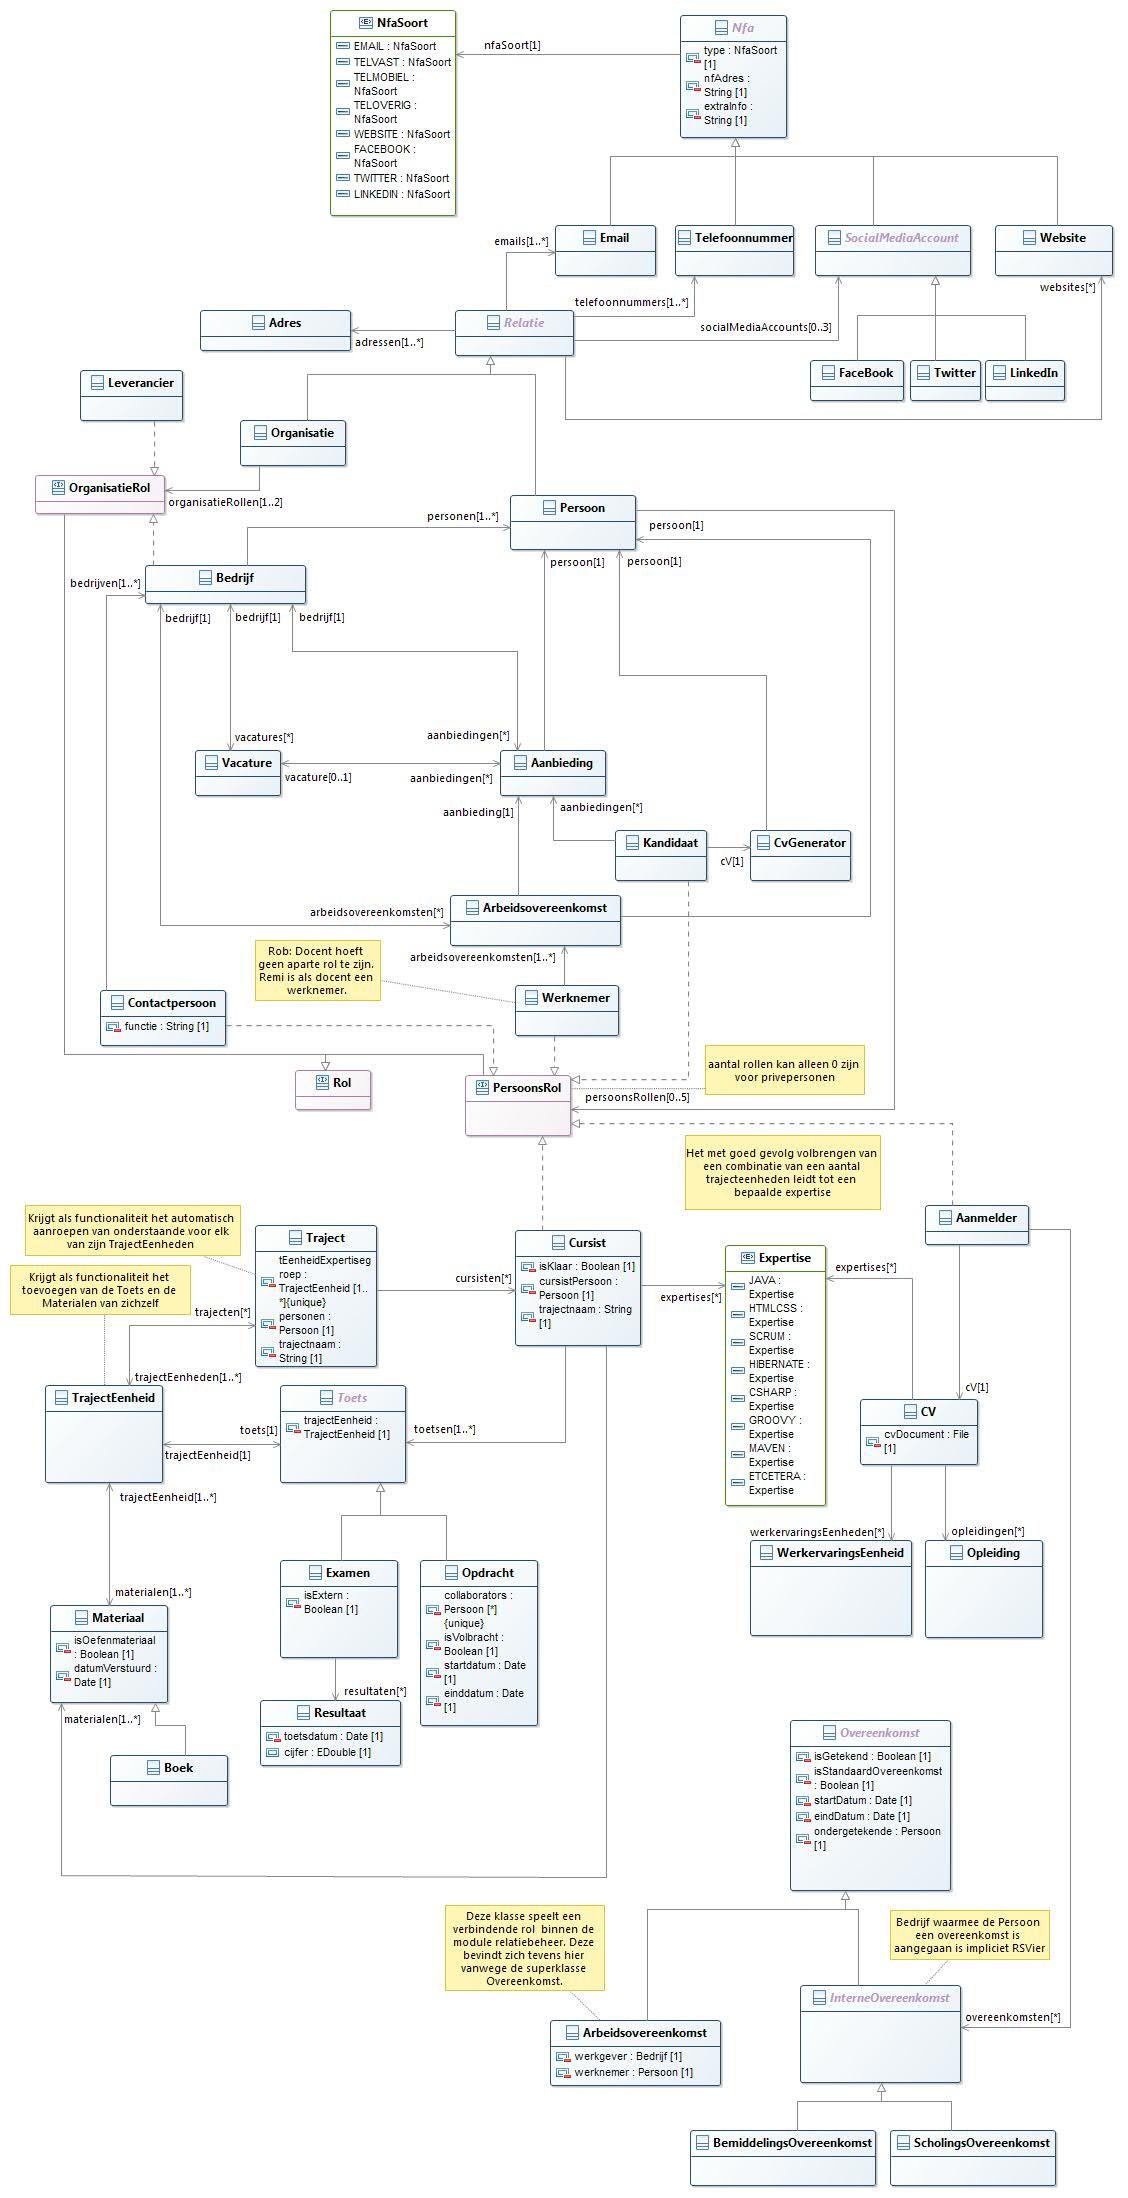 NfaSoort
EMAIL : NfaSoort
TELVAST : NfaSoort
TELMOBIEL :
NfaSoort
TELOVERIG :
NfaSoort
WEBSITE : NfaSoort
FACEBOOK :
NfaSoort
TWITTER : NfaSoort
LINKEDIN : NfaSoort
nfaSoort[1]
Nfa
type : NfaSoort
[1]
nfAdres :
String [1]
extraInfo :
String [1]
emails[1..*]
Email
Telefoonnummer
SocialMediaAccount
Website
websites[*]
telefoonnummers[1..*]
socialMediaAccounts[0..3]
Adres
adressen[1..*]
Relatie
FaceBook
Twitter
LinkedIn
Leverancier
Organisatie
OrganisatieRol
organisatieRollen[1..2]
personen[1..*]
Persoon
persoon[1]
persoon[1]
persoon[1]
bedrijven[1..*]
Bedrijf
bedrijf[1]
bedrijf[1]
bedrijf[1]
vacatures[*]
aanbiedingen[*]
Vacature
vacature[0..1]
aanbiedingen[*]
Aanbieding
aanbieding[1]
aanbiedingen[*]
Kandidaat
cV[1]
CvGenerator
arbeidsovereenkomsten[*]
Arbeidsovereenkomst
Rob: Docent hoeft
geen aparte rol te zijn.
Remi is als docent een
werknemer.
arbeidsovereenkomsten[1..*]
Werknemer
Contactpersoon
functie : String [1]
Rol
PersoonsRol
persoonsRollen[0..5]
aantal rollen kan alleen 0 zijn
voor privepersonen
Het met goed gevolg volbrengen van
een combinatie van een aantal
trajecteenheden leidt tot een
bepaalde expertise
Krijgt als functionaliteit het automatisch
aanroepen van onderstaande voor elk
van zijn TrajectEenheden
Krijgt als functionaliteit het
toevoegen van de Toets en de
Materialen van zichzelf
Traject
tEenheidExpertiseg
roep :
TrajectEenheid [1..
*]{unique}
personen :
Persoon [1]
trajectnaam :
String [1]
cursisten[*]
Cursist
isKlaar : Boolean [1]
cursistPersoon :
Persoon [1]
trajectnaam : String
[1]
expertises[*]
Expertise
JAVA :
Expertise
HTMLCSS :
Expertise
SCRUM :
Expertise
HIBERNATE :
Expertise
CSHARP :
Expertise
GROOVY :
Expertise
MAVEN :
Expertise
ETCETERA :
Expertise
expertises[*]
Aanmelder
cV[1]
CV
cvDocument : File
[1]
trajecten[*]
trajectEenheden[1..*]
TrajectEenheid
toets[1]
trajectEenheid[1]
Toets
trajectEenheid :
TrajectEenheid [1]
toetsen[1..*]
trajectEenheid[1..*]
materialen[1..*]
werkervaringsEenheden[*]
WerkervaringsEenheid
opleidingen[*]
Opleiding
Examen
isExtern :
Boolean [1]
Opdracht
collaborators :
Persoon [*]
{unique}
isVolbracht :
Boolean [1]
startdatum : Date
[1]
einddatum : Date
[1]
Materiaal
isOefenmateriaal
: Boolean [1]
datumVerstuurd :
Date [1]
materialen[1..*]
Boek
resultaten[*]
Resultaat
toetsdatum : Date [1]
cijfer : EDouble [1]
Overeenkomst
isGetekend : Boolean [1]
isStandaardOvereenkomst
: Boolean [1]
startDatum : Date [1]
eindDatum : Date [1]
ondergetekende : Persoon
[1]
Deze klasse speelt een
verbindende rol binnen de
module relatiebeheer. Deze
bevindt zich tevens hier
vanwege de superklasse
Overeenkomst.
Bedrijf waarmee de Persoon
een overeenkomst is
aangegaan is impliciet RSVier
InterneOvereenkomst
overeenkomsten[*]
Arbeidsovereenkomst
werkgever : Bedrijf [1]
werknemer : Persoon [1]
BemiddelingsOvereenkomst
ScholingsOvereenkomst